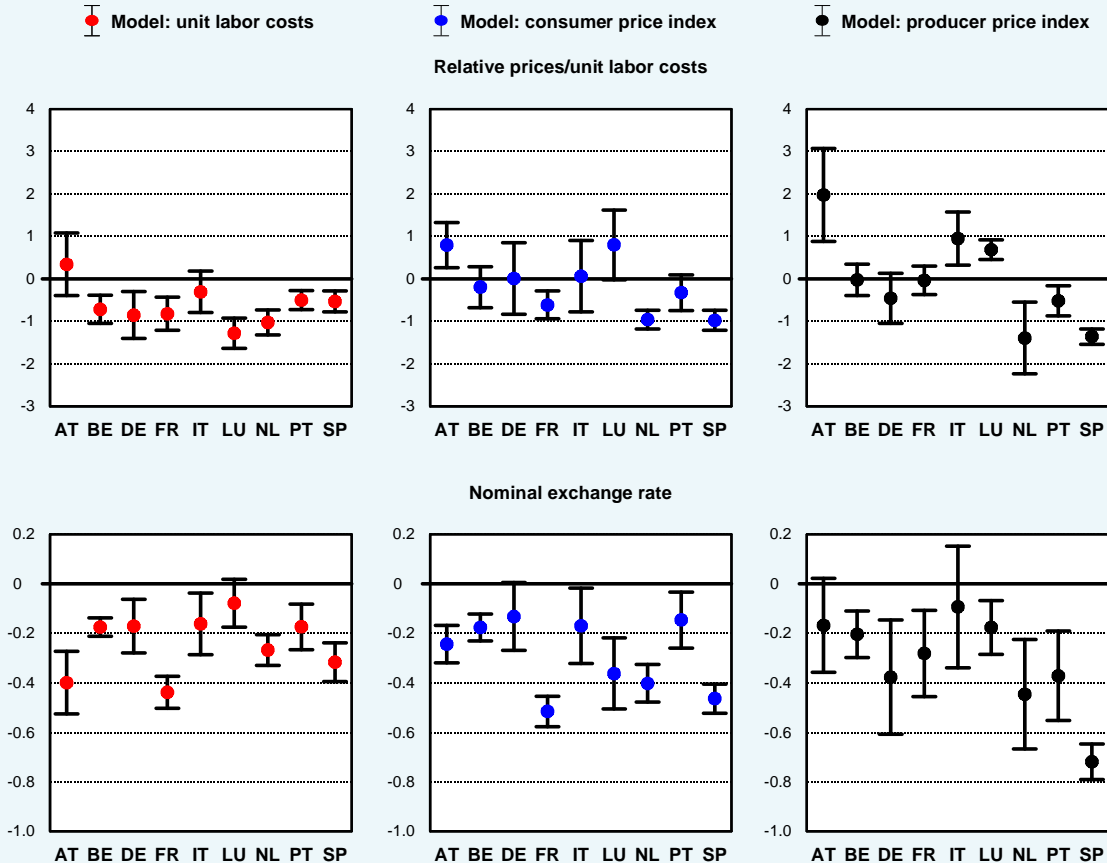 Model: unit labor costs Model: consumer price index Model: producer price index
Relative prices/unit labor costs
4 4 4
3 3 3
2 2 2
1 1 1
0 0 0
-1 -1 -1
-2 -2 -2
-3 -3 -3
AT BE DE FR IT LU NL PT SP AT BE DE FR IT LU NL PT SP AT BE DE FR IT LU NL PT SP
Nominal exchange rate
0.2 0.2 0.2
0 0 0
-0.2 -0.2 -0.2
-0.4 -0.4 -0.4
-0.6 -0.6 -0.6
-0.8 -0.8 -0.8
-1.0 -1.0 -1.0
AT BE DE FR IT LU NL PT SP AT BE DE FR IT LU NL PT SP AT BE DE FR IT LU NL PT SP